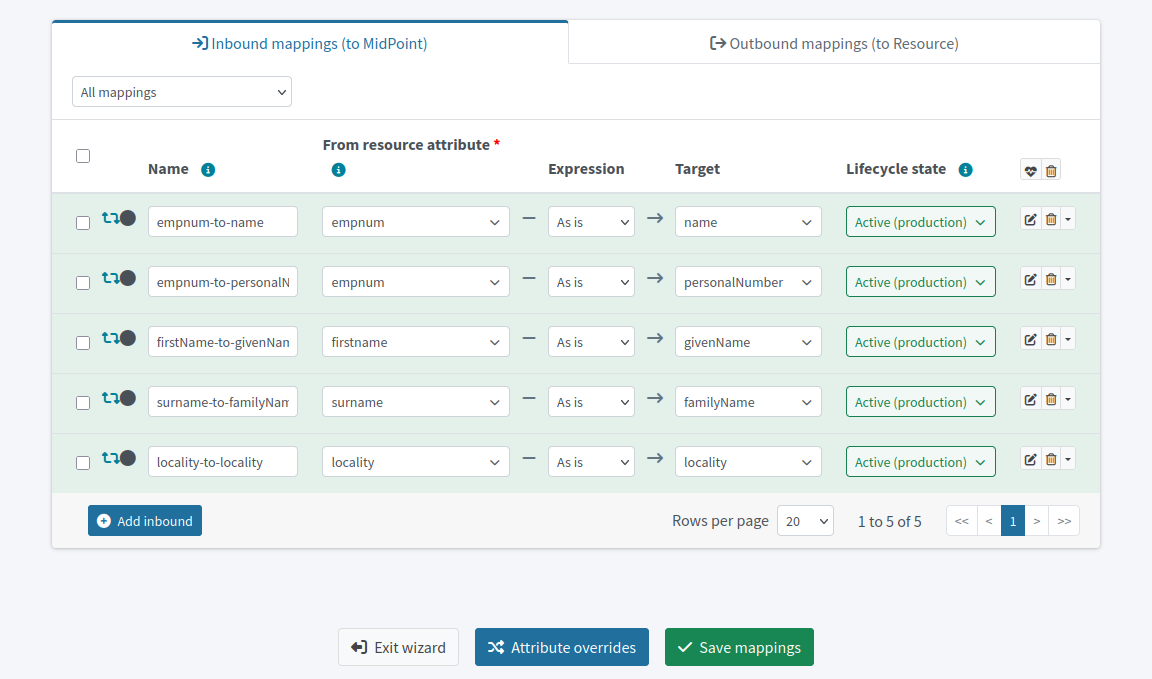 Inbound mappings (to MidPoint) Outbound mappings (to Resource)
All mappings
Name From resource attribute * Expression Target Lifecycle state
empnum-to-name empnum As is name Active (production)
empnum-to-personalN empnum As is personalNumber Active (production)
firstName-to-givenNam firstname As is givenName Active (production)
surname-to-familyNam surname As is familyName Active (production)
locality-to-locality locality As is locality Active (production)
Add inbound Rows per page 20 1 to 5 of 5 << < 1 > >>
Exit wizard Attribute overrides Save mappings